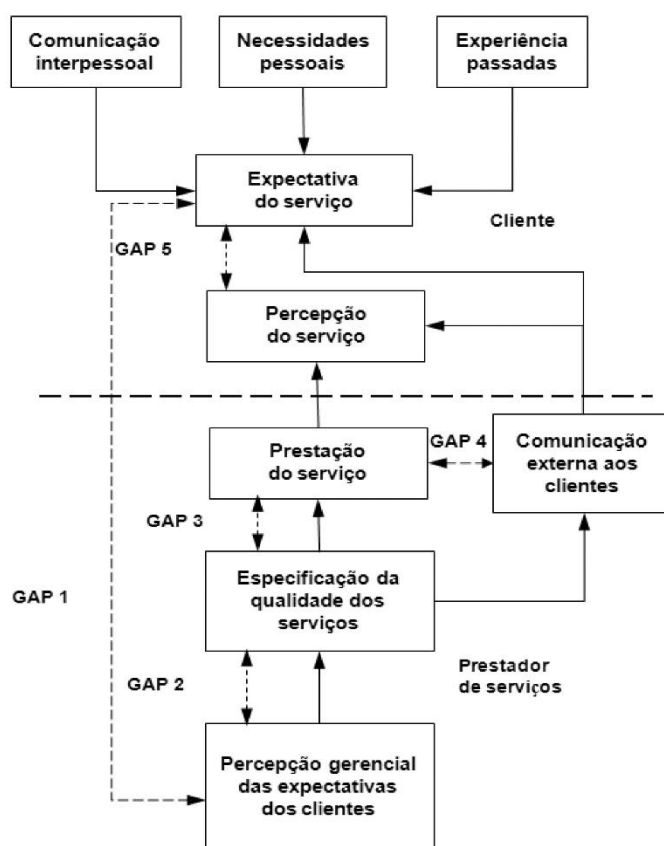 Comunicação
interpessoal
Necessidades
pessoais
Experiência
passadas
Expectativa
do serviço
Cliente
GAP 5
Percepção
do serviço
Prestação
do serviço
GAP 4
Comunicação
externa aos
clientes
GAP 3
Especificação da
qualidade dos
serviços
GAP 1
Prestador
de serviços
GAP 2
Percepção gerencial
das expectativas
dos clientes